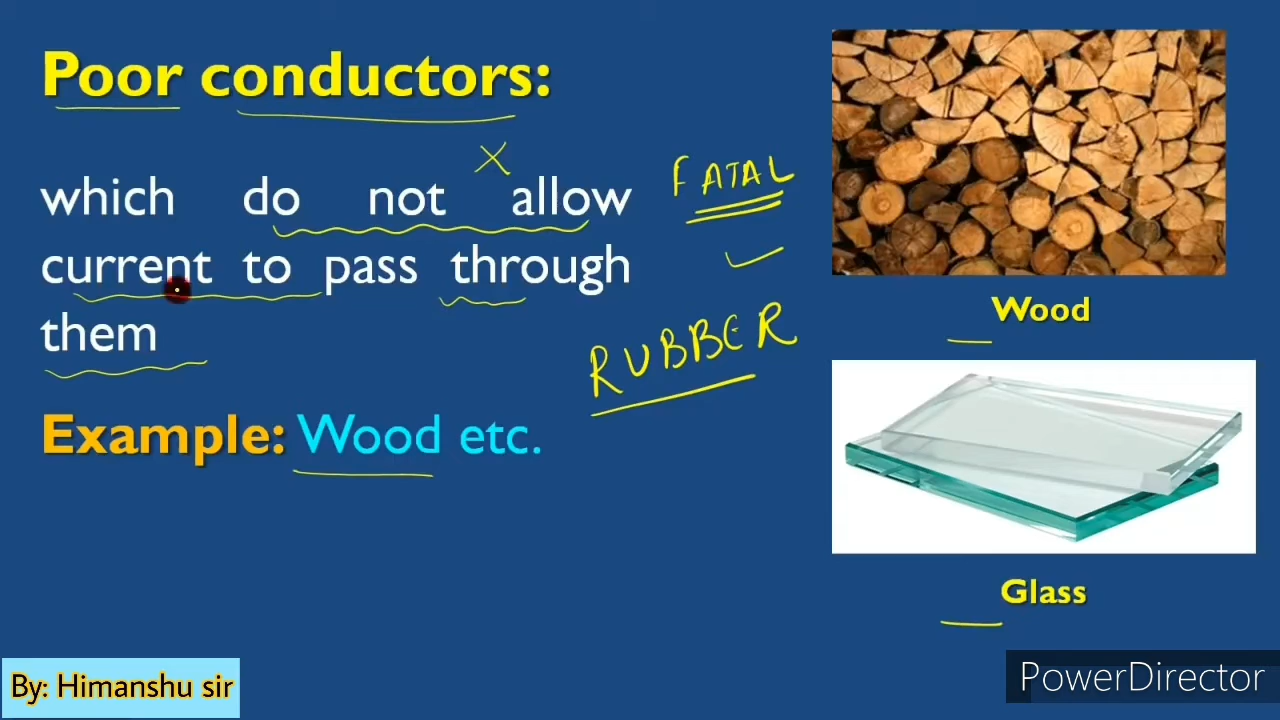 Poor conductors:
which do not allow
current to pass through
them
Example: Wood etc.
FATAL
RUBBER
Wood
Glass
By: Himanshu sir
PowerDirector